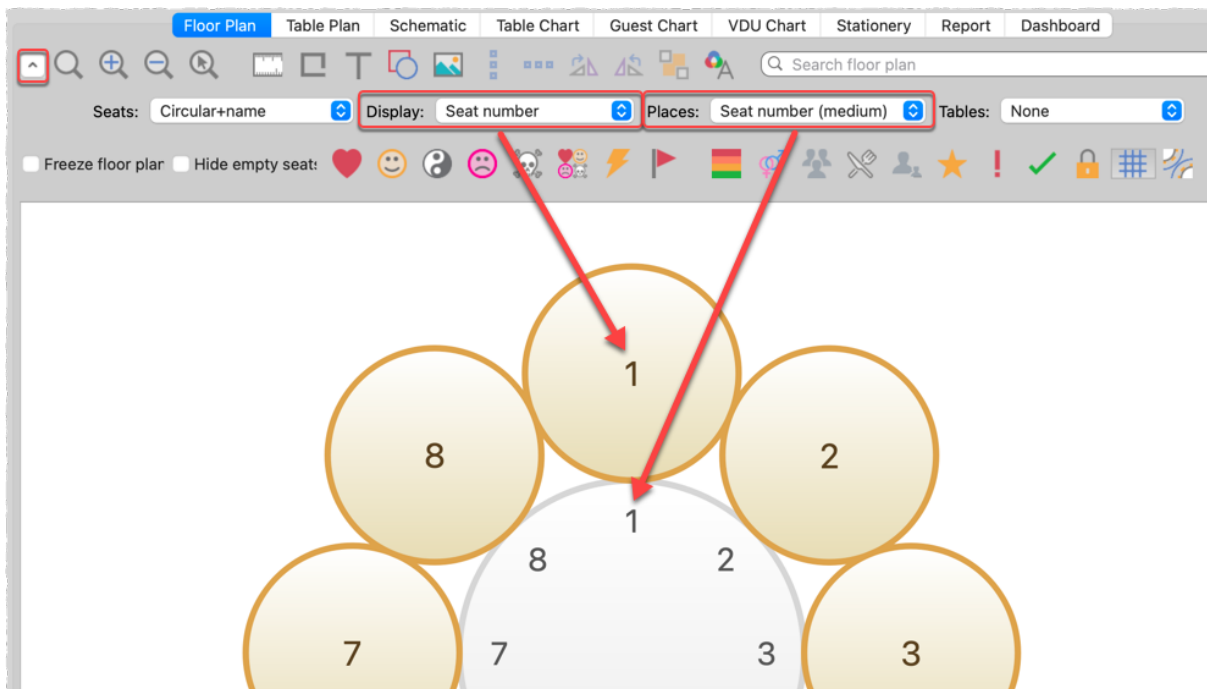 Floor Plan Table Plan Schematic Table Chart Guest Chart VDU Chart Stationery Report Dashboard
T A Search floor plan
Seats: Circular+name Display: Seat number Places: Seat number (medium) Tables: None
Freeze floor plar Hide empty seat:
1
8 2
1
8 2
7 7 3 3